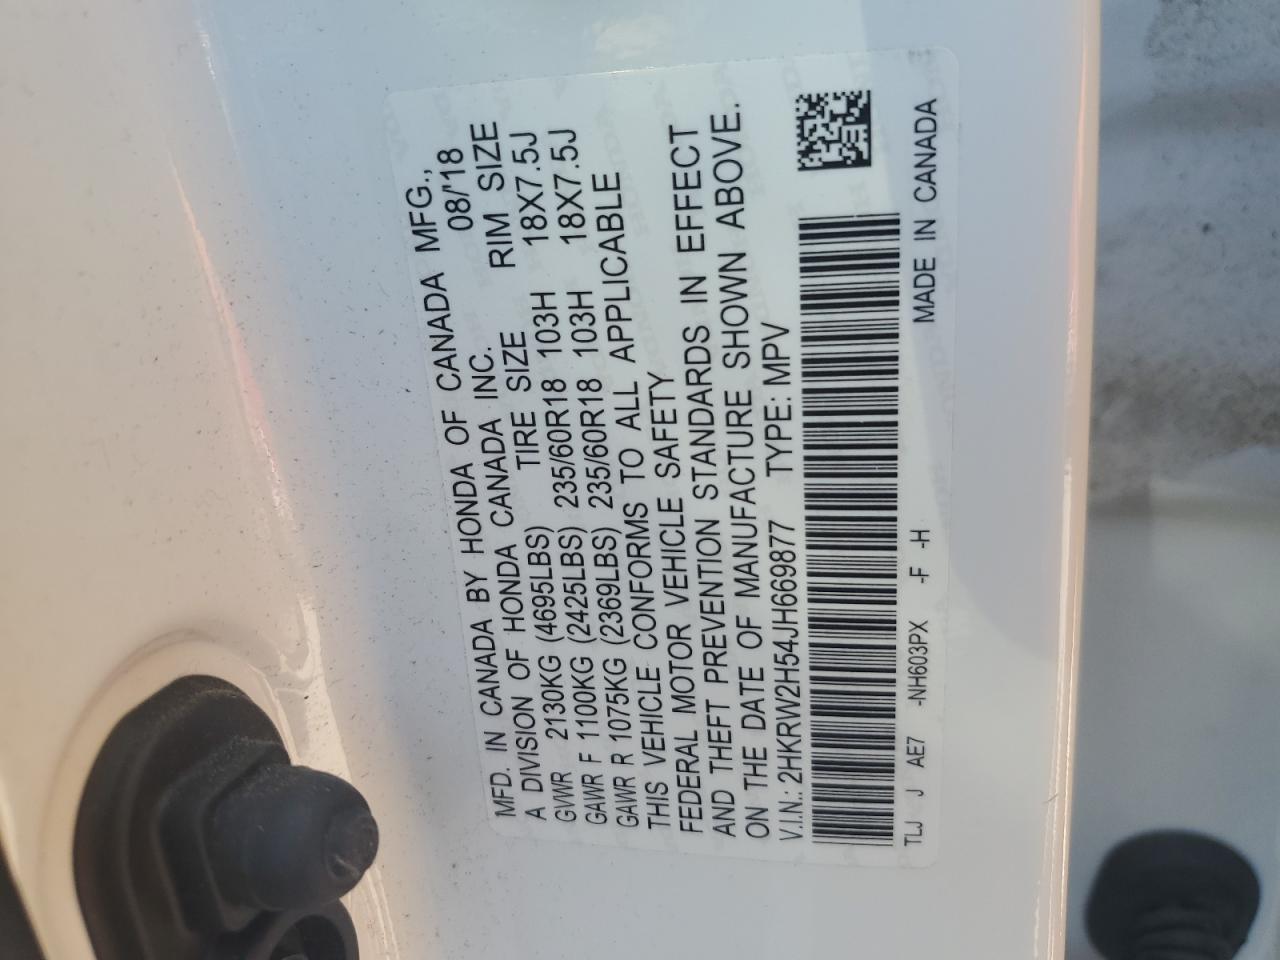 MFD. IN CANADA BY HONDA OF CANADA MFG.,
A DIVISION OF HONDA CANADA INC. 08/'18
TIRE SIZE RIM SIZE
GVWR 2130KG (4695LBS)
GAWR F 1100KG (2425LBS) 235/60R18 103H 18X7.5J
GAWR R 1075KG (2369LBS) 235/60R18 103H 18X7.5J
THIS VEHICLE CONFORMS TO ALL APPLICABLE
FEDERAL MOTOR VEHICLE SAFETY
AND THEFT PREVENTION STANDARDS IN EFFECT
ON THE DATE OF MANUFACTURE SHOWN ABOVE.
V.I.N.: 2HKRW2H54JH669877 TYPE: MPV
TLJ J AE7 -NH603PX -F -H MADE IN CANADA